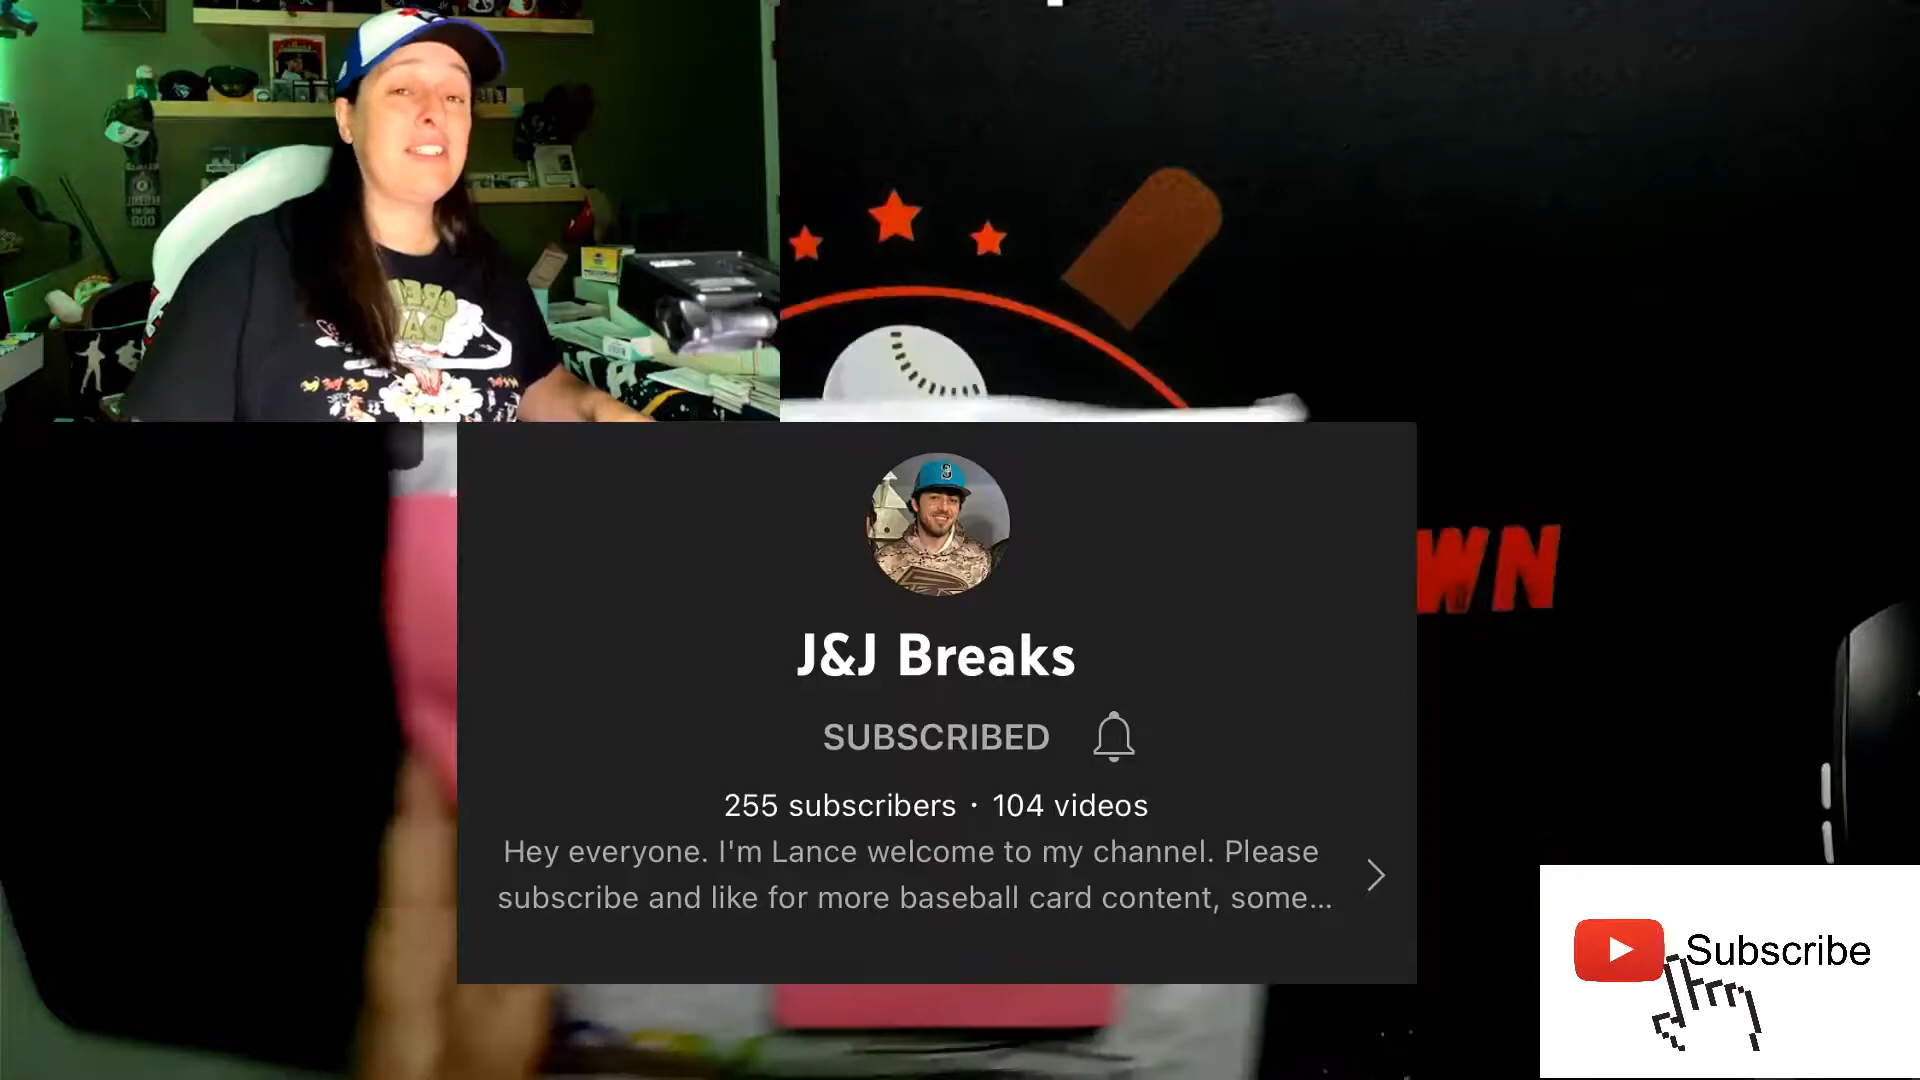 J&J Breaks
SUBSCRIBED
255 subscribers · 104 videos
Hey everyone. I'm Lance welcome to my channel. Please
subscribe and like for more baseball card content, some...
WN
Subscribe